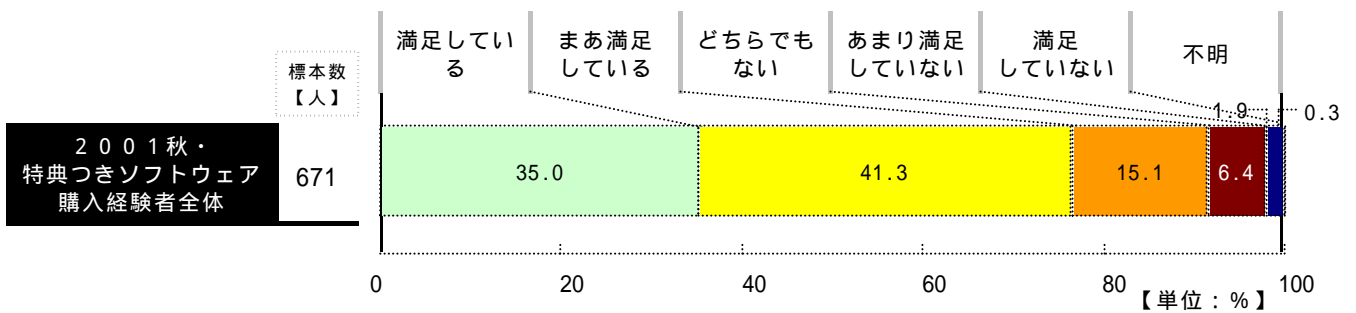 満足してい
る
まあ満足
している
どちらでも
ない
あまり満足
していない
満足
していない
不明
標本数
【人】
1.9
0.3
２００１秋・
特典つきソフトウェア
購入経験者全体
671
35.0
41.3
15.1
6.4
0
20
40
60
80
100
【単位：％】